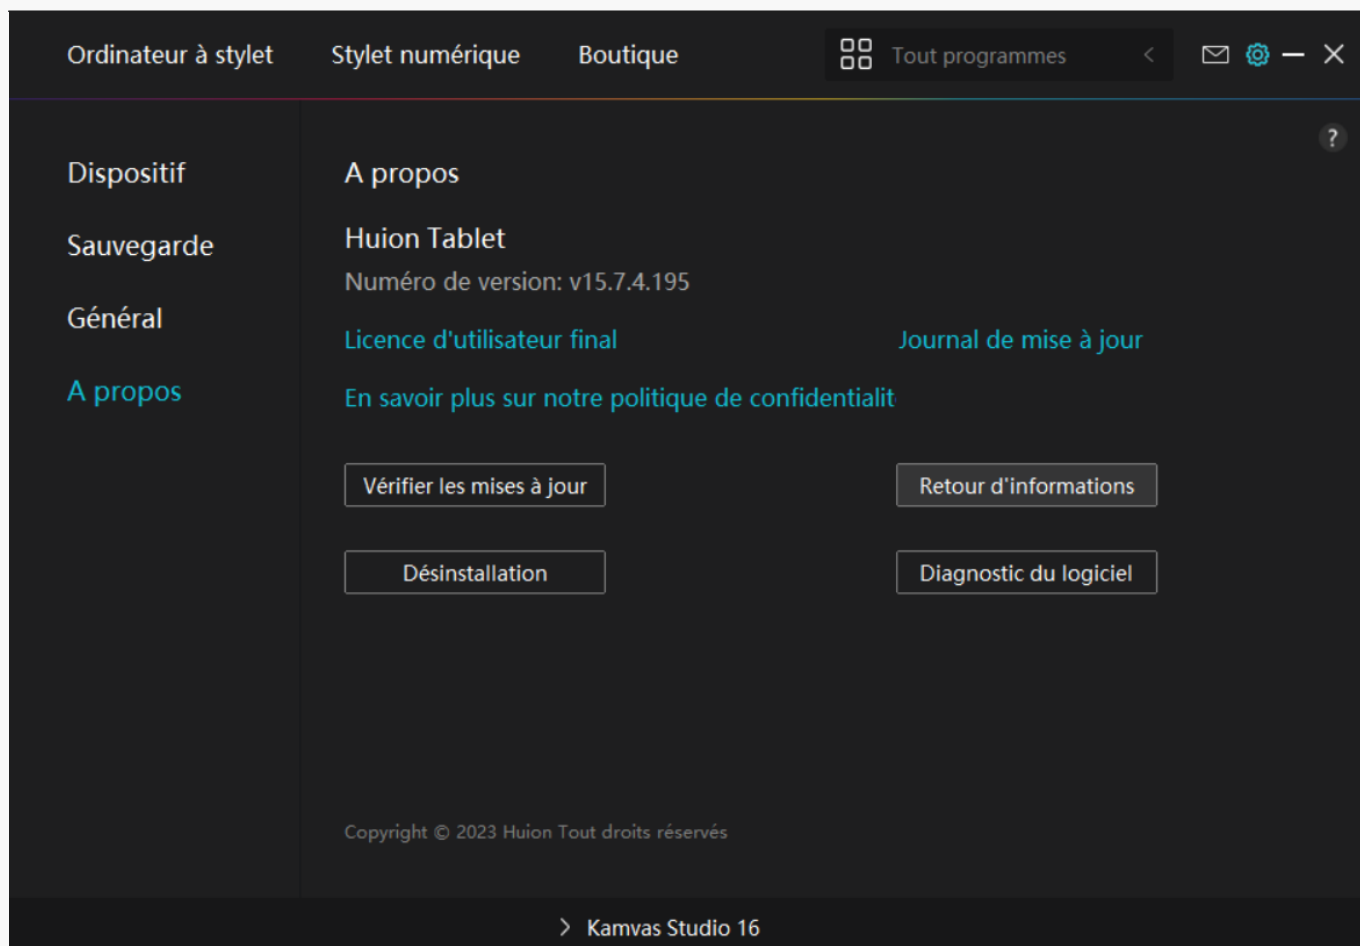 Ordinateur à stylet Stylet numérique Boutique Tout programmes
?
Dispositif
Sauvegarde
Général
A propos
A propos
Huion Tablet
Numéro de version: v15.7.4.195
Licence d'utilisateur final Journal de mise à jour
En savoir plus sur notre politique de confidentialit
Vérifier les mises à jour Retour d'informations
Désinstallation Diagnostic du logiciel
Copyright © 2023 Huion Tout droits réservés
Kamvas Studio 16